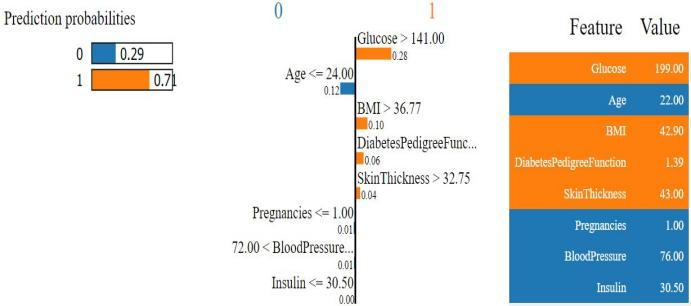 Prediction probabilities
0 0.29
1 0.71
0 1
Glucose > 141.00
0.28
Age <= 24.00
0.12
BMI > 36.77
0.10
DiabetesPedigreeFunc...
0.06
SkinThickness > 32.75
0.04
Pregnancies <= 1.00
0.01
72.00 < BloodPressure...
0.01
Insulin <= 30.50
0.00
Feature Value
Glucose 199.00
Age 22.00
BMI 42.90
DiabetesPedigreeFunction 1.39
SkinThickness 43.00
Pregnancies 1.00
BloodPressure 76.00
Insulin 30.50